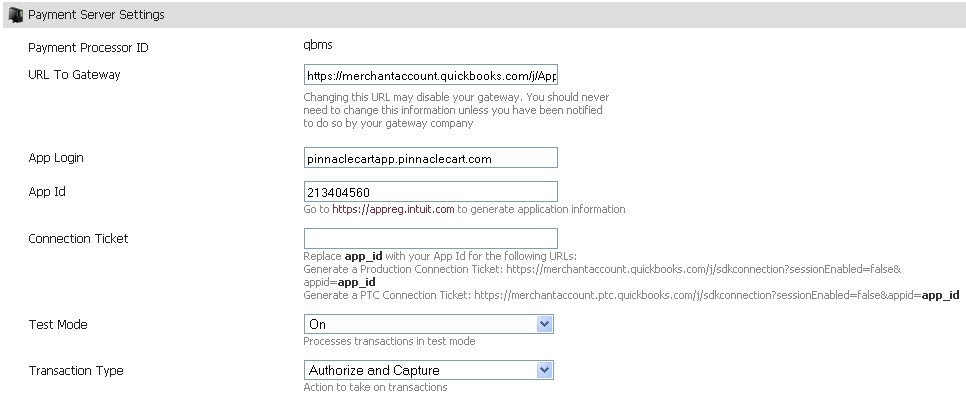 Payment Server Settings
Payment Processor ID qbms
URL To Gateway https://merchantaccount.quickbooks.com/j/App
Changing this URL may disable your gateway. You should never
need to change this information unless you have been notified
to do so by your gateway company
App Login pinnaclecartapp.pinnaclecart.com
App Id 213404560
Go to https://appreg.intuit.com to generate application information
Connection Ticket
Replace app_id with your App Id for the following URLs:
Generate a Production Connection Ticket: https://merchantaccount.quickbooks.com/j/sdkconnection?sessionEnabled=false&
appid=app_id
Generate a PTC Connection Ticket: https://merchantaccount.ptc.quickbooks.com/j/sdkconnection?sessionEnabled=false&appid=app_id
Test Mode On
Processes transactions in test mode
Transaction Type Authorize and Capture
Action to take on transactions